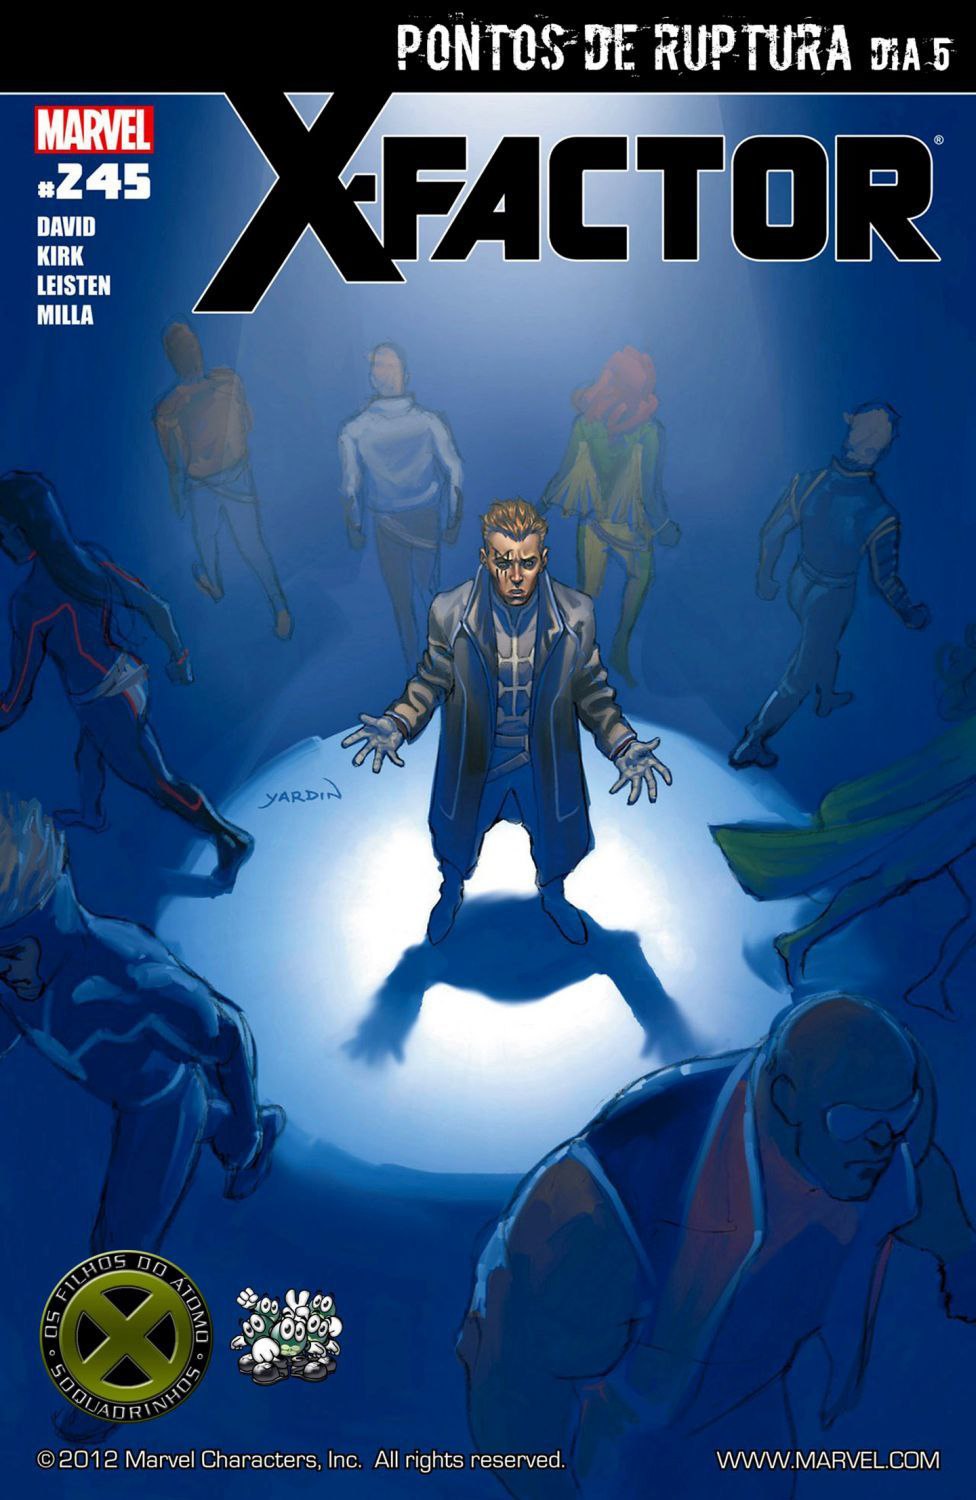 PONTOS DE RUPTURA DIA 5
MARVEL
#245
X-FACTOR®
DAVID
KIRK
LEISTEN
MILLA
YARDIN
OS FILHOS DO ÁTOMO
• SOQUADRINHOS •
© 2012 Marvel Characters, Inc. All rights reserved.
WWW.MARVEL.COM